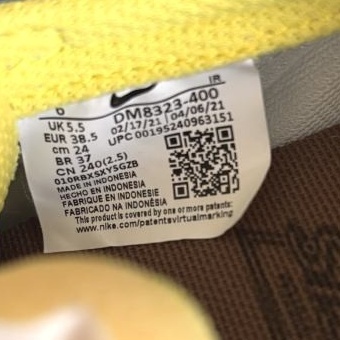 6
IR
UK 5.5
DM8323-400
EUR 38.5
02/17/21 04/06/21
cm 24
UPC 00195240963151
BR 37
CN 240(2.5)
010RBXSXY5GZB
MADE IN INDONESIA
HECHO EN INDONESIA
FABRIQUE EN INDONESIE
FABRICADO NA INDONÉSIA
This product is covered by one or more patents:
www.nike.com/patentsvirtualmarking